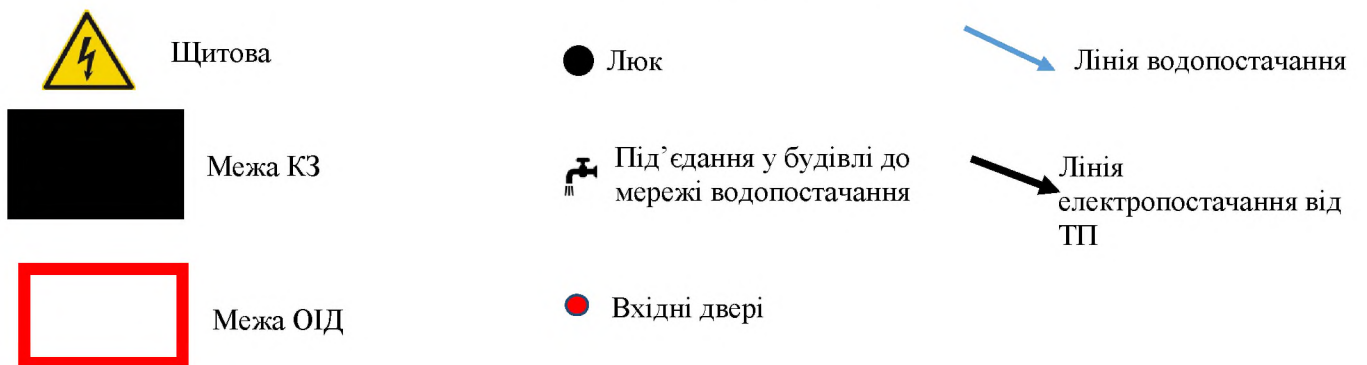 Щитова
Межа КЗ
Межа ОІД
Люк
Під’єдання у будівлі до
мережі водопостачання
Вхідні двері
Лінія водопостачання
Лінія
електропостачання від
ТП